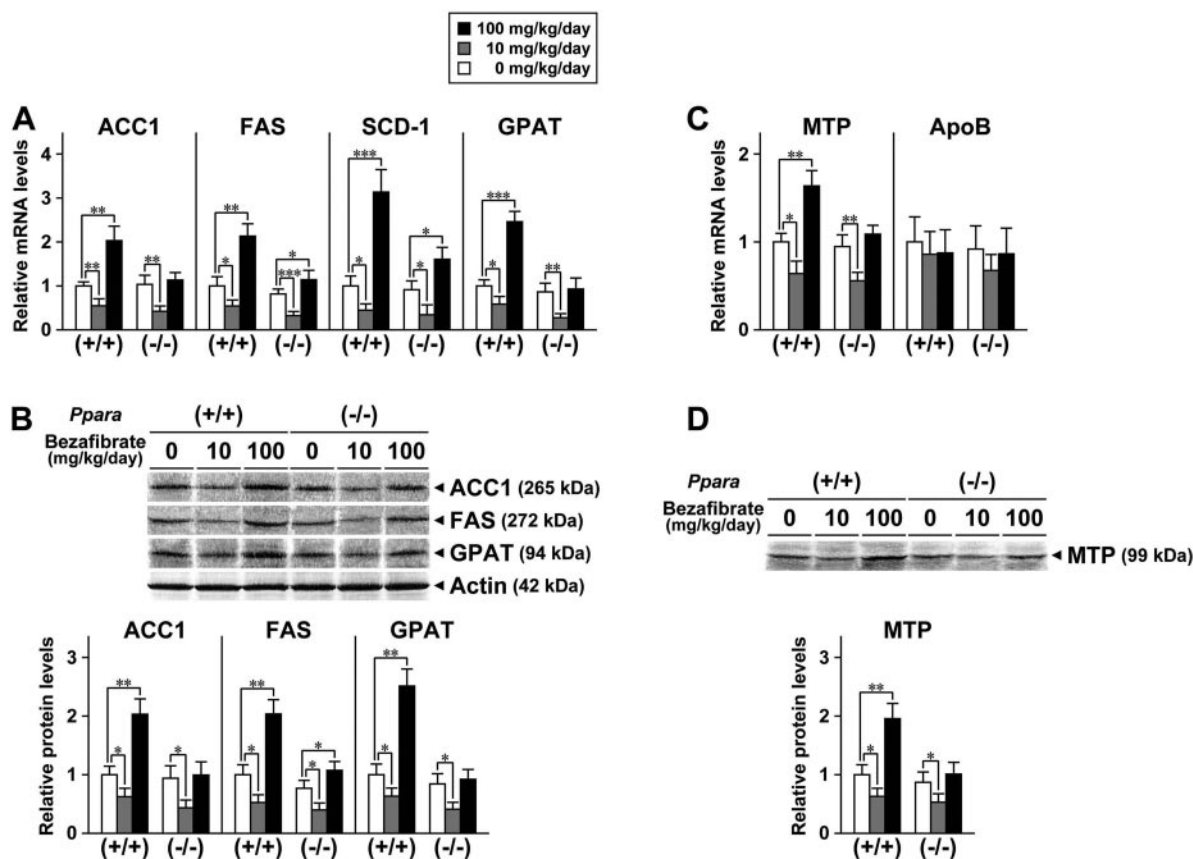 100 mg/kg/day
10 mg/kg/day
0 mg/kg/day
A
ACC1 FAS SCD-1 GPAT
Relative mRNA levels
4
3
2
1
0
** ** ** * ** *** * * *** * * * *** * **
(+/+) (-/-) (+/+) (-/-) (+/+) (-/-) (+/+) (-/-)
C
MTP ApoB
Relative mRNA levels
2
1
0
** * **
(+/+) (-/-) (+/+) (-/-)
B
Ppara (+/+) (-/-)
Bezafibrate
(mg/kg/day)
0 10 100 0 10 100
ACC1 (265 kDa)
FAS (272 kDa)
GPAT (94 kDa)
Actin (42 kDa)
ACC1 FAS GPAT
Relative protein levels
3
2
1
0
** * * ** * * * ** * *
(+/+) (-/-) (+/+) (-/-) (+/+) (-/-)
D
Ppara (+/+) (-/-)
Bezafibrate
(mg/kg/day)
0 10 100 0 10 100
MTP (99 kDa)
MTP
Relative protein levels
3
2
1
0
** * *
(+/+) (-/-)